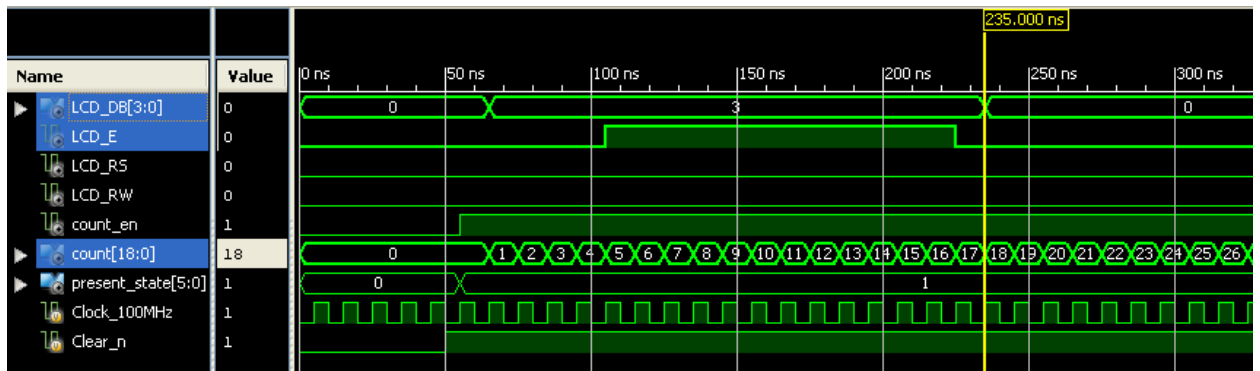 235.000 ns
Name Value 0 ns 50 ns 100 ns 150 ns 200 ns 250 ns 300 ns
LCD_DB[3:0] 0 0 3 0
LCD_E 0
LCD_RS 0
LCD_RW 0
count_en 1
count[18:0] 18 0 1 2 3 4 5 6 7 8 9 10 11 12 13 14 15 16 17 18 19 20 21 22 23 24 25 26
present_state[5:0] 1 0 1
Clock_100MHz 1
Clear_n 1